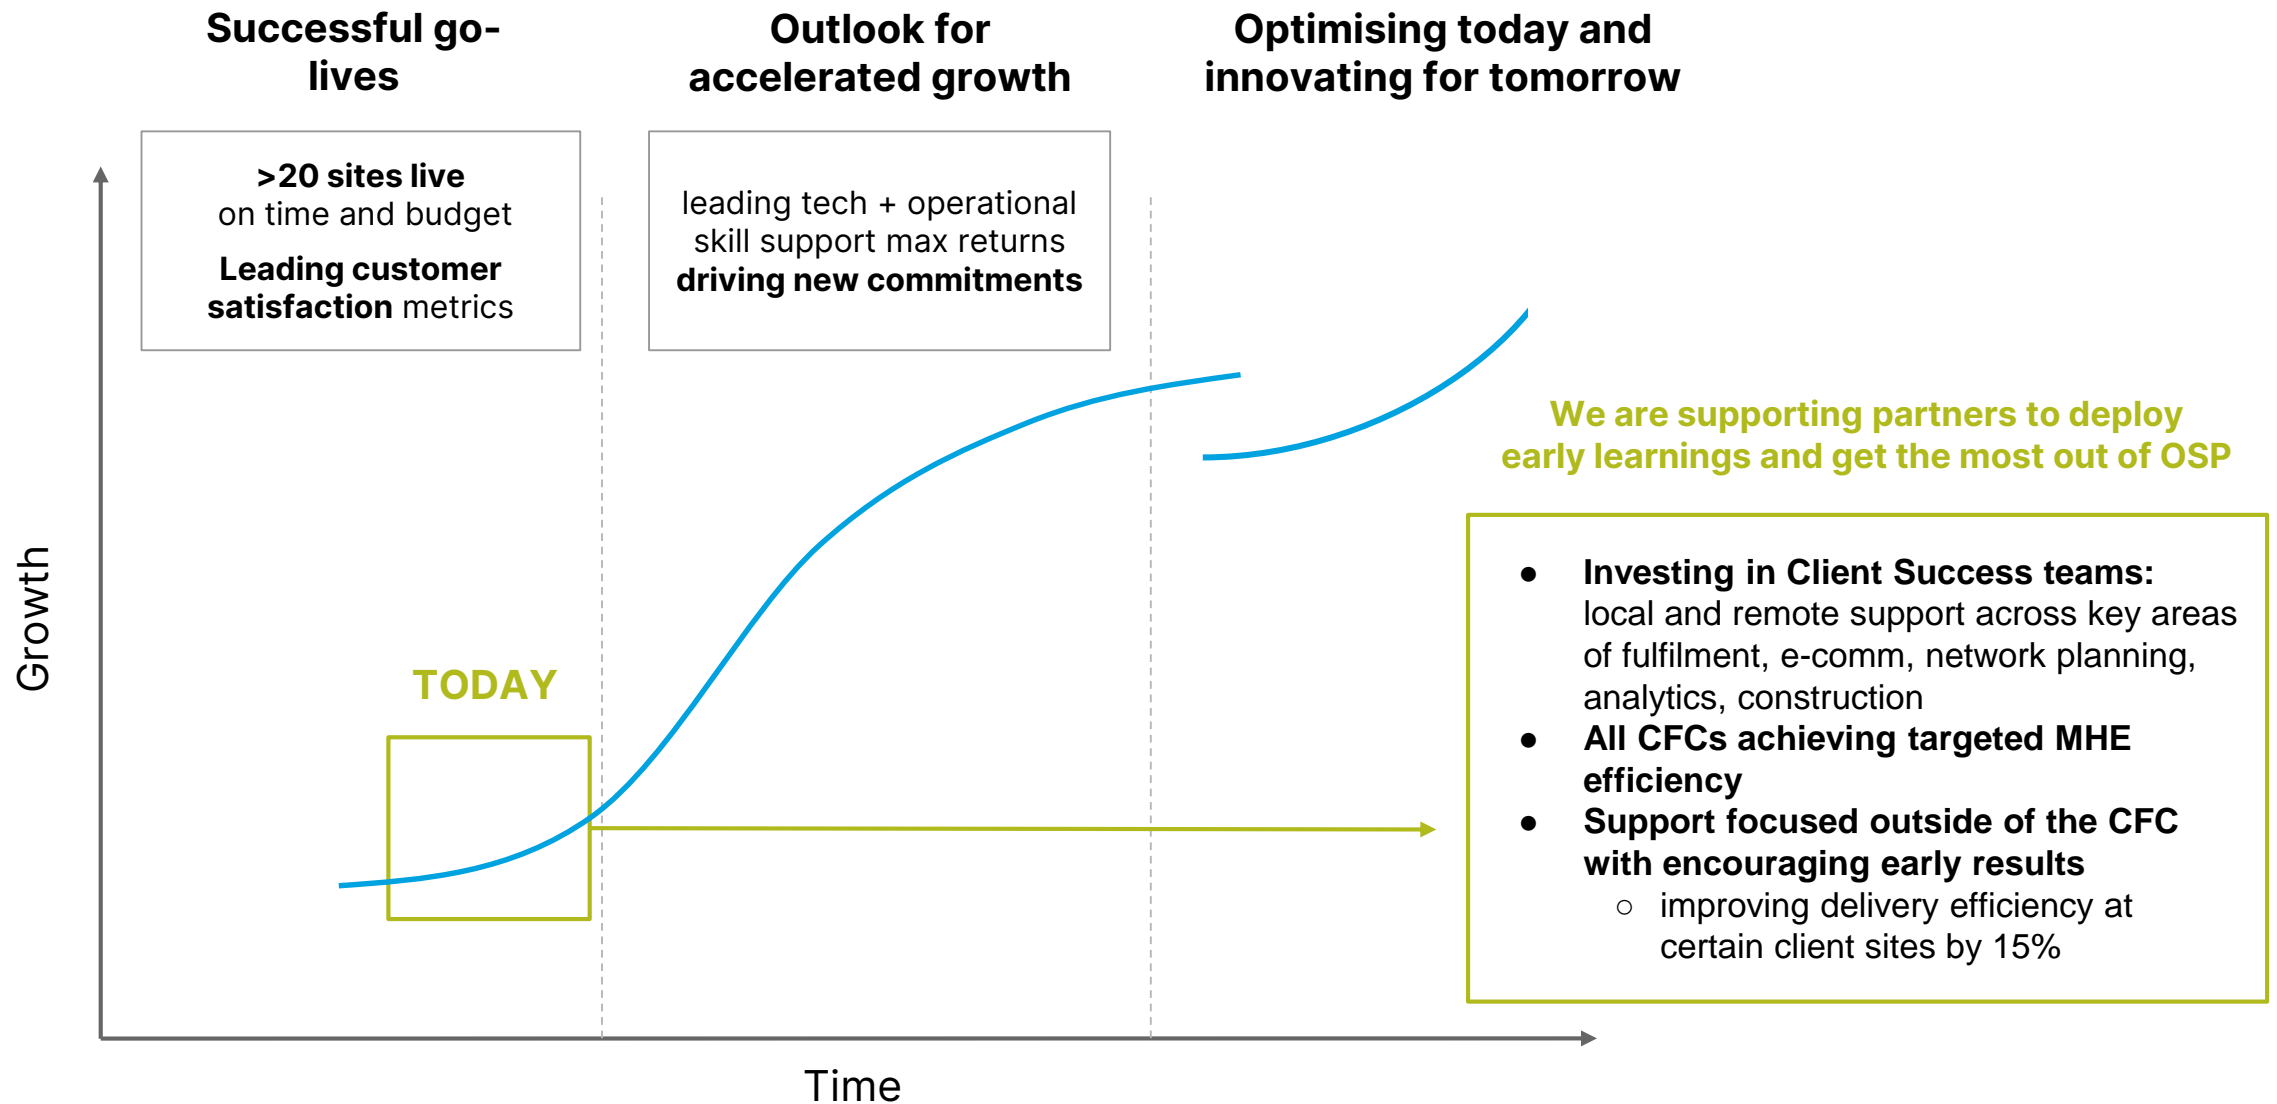 Successful go-
lives
Outlook for
accelerated growth
Optimising today and
innovating for tomorrow
>20 sites live
on time and budget
Leading customer
satisfaction metrics
leading tech + operational
skill support max returns
driving new commitments
We are supporting partners to deploy
early learnings and get the most out of OSP
● Investing in Client Success teams:
local and remote support across key areas
of fulfilment, e-comm, network planning,
analytics, construction
● All CFCs achieving targeted MHE
efficiency
● Support focused outside of the CFC
with encouraging early results
○ improving delivery efficiency at
certain client sites by 15%
TODAY
Growth
Time